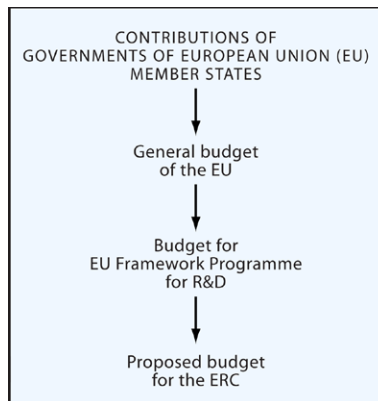 CONTRIBUTIONS OF
GOVERNMENTS OF EUROPEAN UNION (EU)
MEMBER STATES
General budget
of the EU
Budget for
EU Framework Programme
for R&D
Proposed budget
for the ERC